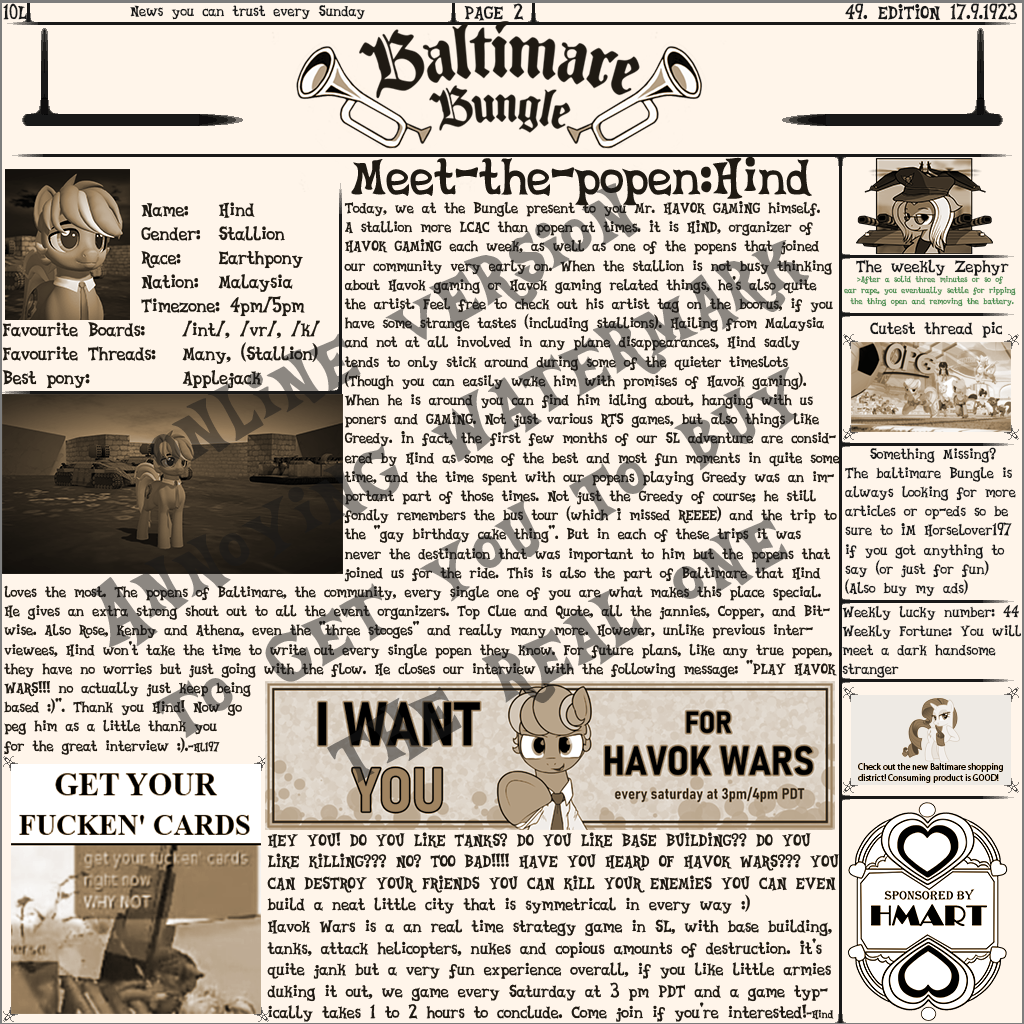 10L
News you can trust every Sunday
PAGE 2
49. EDITION 17.9.1923
Baltimare
Bungle
Name: Hind
Gender: Stallion
Race: Earthpony
Nation: Malaysia
Timezone: 4pm/5pm
Favourite Boards: /int/, /vr/, /k/
Favourite Threads: Many, (Stallion)
Best pony: Applejack
Meet-the-popen:Hind
Today, we at the Bungle present to you Mr. HAVOK GAMING himself.
A stallion more LCAC than popen at times. it is HIND, organizer of
HAVOK GAMING each week, as well as one of the popens that joined
our community very early on. When the stallion is not busy thinking
about Havok gaming or Havok gaming related things, he's also quite
the artist. Feel free to check out his artist tag on the boorus, if you
have some strange tastes (including stallions). Hailing from Malaysia
and not at all involved in any plane disappearances, Hind sadly
tends to only stick around during some of the quieter timeslots
(Though you can easily wake him with promises of Havok gaming).
When he is around you can find him idling about, hanging with us
poners and GAMING. Not just various RTS games, but also things like
Greedy. In fact, the first few months of our SL adventure are consid-
ered by Hind as some of the best and most fun moments in quite some
time, and the time spent with our popens playing Greedy was an im-
portant part of those times. Not just the Greedy of course; he still
fondly remembers the bus tour (which i missed REEEE) and the trip to
the "gay birthday cake thing". But in each of these trips it was
never the destination that was important to him but the popens that
joined us for the ride. This is also the part of Baltimare that Hind
Loves the most. The popens of Baltimare, the community, every single one of you are what makes this place special.
He gives an extra strong shout out to all the event organizers. Top Clue and Quote, all the jannies, Copper, and Bit-
wise. Also Rose, Kenby and Athena, even the "three stooges" and really many more. However, unlike previous inter-
viewees, Hind won't take the time to write out every single popen they know. For future plans, like any true popen,
they have no worries but just going with the flow. He closes our interview with the following message: "PLAY HAVOK
WARS!!! no actually just keep being
based :)". Thank you Hind! Now go
peg him as a little thank you
for the great interview :).-HL197
GET YOUR
FUCKEN' CARDS
get your fucken' cards
right now
WHY NOT
I WANT
YOU
FOR
HAVOK WARS
every saturday at 3pm/4pm PDT
HEY YOU! DO YOU LIKE TANKS? DO YOU LIKE BASE BUILDING?? DO YOU
LIKE KILLING??? NO? TOO BAD!!!! HAVE YOU HEARD OF HAVOK WARS??? YOU
CAN DESTROY YOUR FRIENDS YOU CAN KILL YOUR ENEMIES YOU CAN EVEN
build a neat little city that is symmetrical in every way :)
Havok Wars is a an real time strategy game in SL, with base building,
tanks, attack helicopters, nukes and copious amounts of destruction. it's
quite jank but a very fun experience overall, if you like little armies
duking it out, we game every Saturday at 3 pm PDT and a game typ-
ically takes 1 to 2 hours to conclude. Come join if you're interested!-Hind
The weekly Zephyr
>After a solid three minutes or so of
ear rape, you eventually settle for ripping
the thing open and removing the battery.
Cutest thread pic
Something Missing?
The baltimare Bungle is
always looking for more
articles or op-eds so be
sure to iM Horselover197
if you got anything to
say (or just for fun)
(Also buy my ads)
Weekly Lucky number: 44
Weekly Fortune: You will
meet a dark handsome
stranger
Check out the new Baltimare shopping
district! Consuming product is GOOD!
SPONSORED BY
HMART
ONLINE VERSION
ANNOYING WATERMARK
TO GET YOU TO BUY
THE REAL ONE